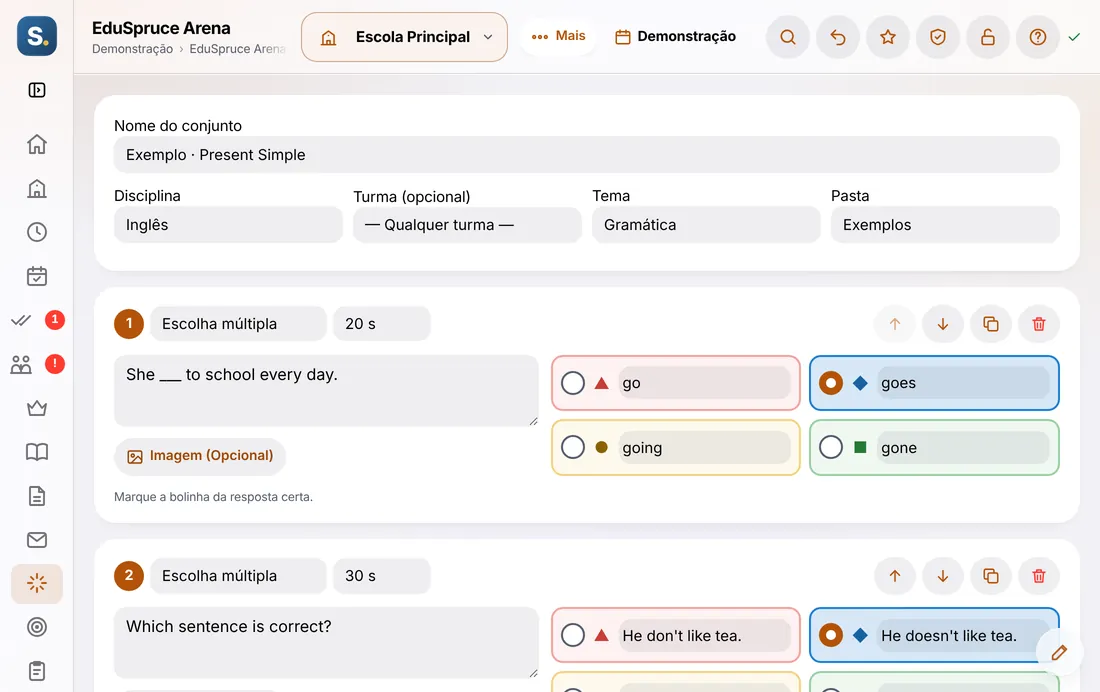 S.
EduSpruce Arena
Demonstração › EduSpruce Arena
Escola Principal
Mais
Demonstração
1
!
Nome do conjunto
Exemplo · Present Simple
Disciplina
Turma (opcional)
Tema
Pasta
Inglês
— Qualquer turma —
Gramática
Exemplos
1
Escolha múltipla
20 s
She ___ to school every day.
go
goes
going
gone
Imagem (Opcional)
Marque a bolinha da resposta certa.
2
Escolha múltipla
30 s
Which sentence is correct?
He don't like tea.
He doesn't like tea.